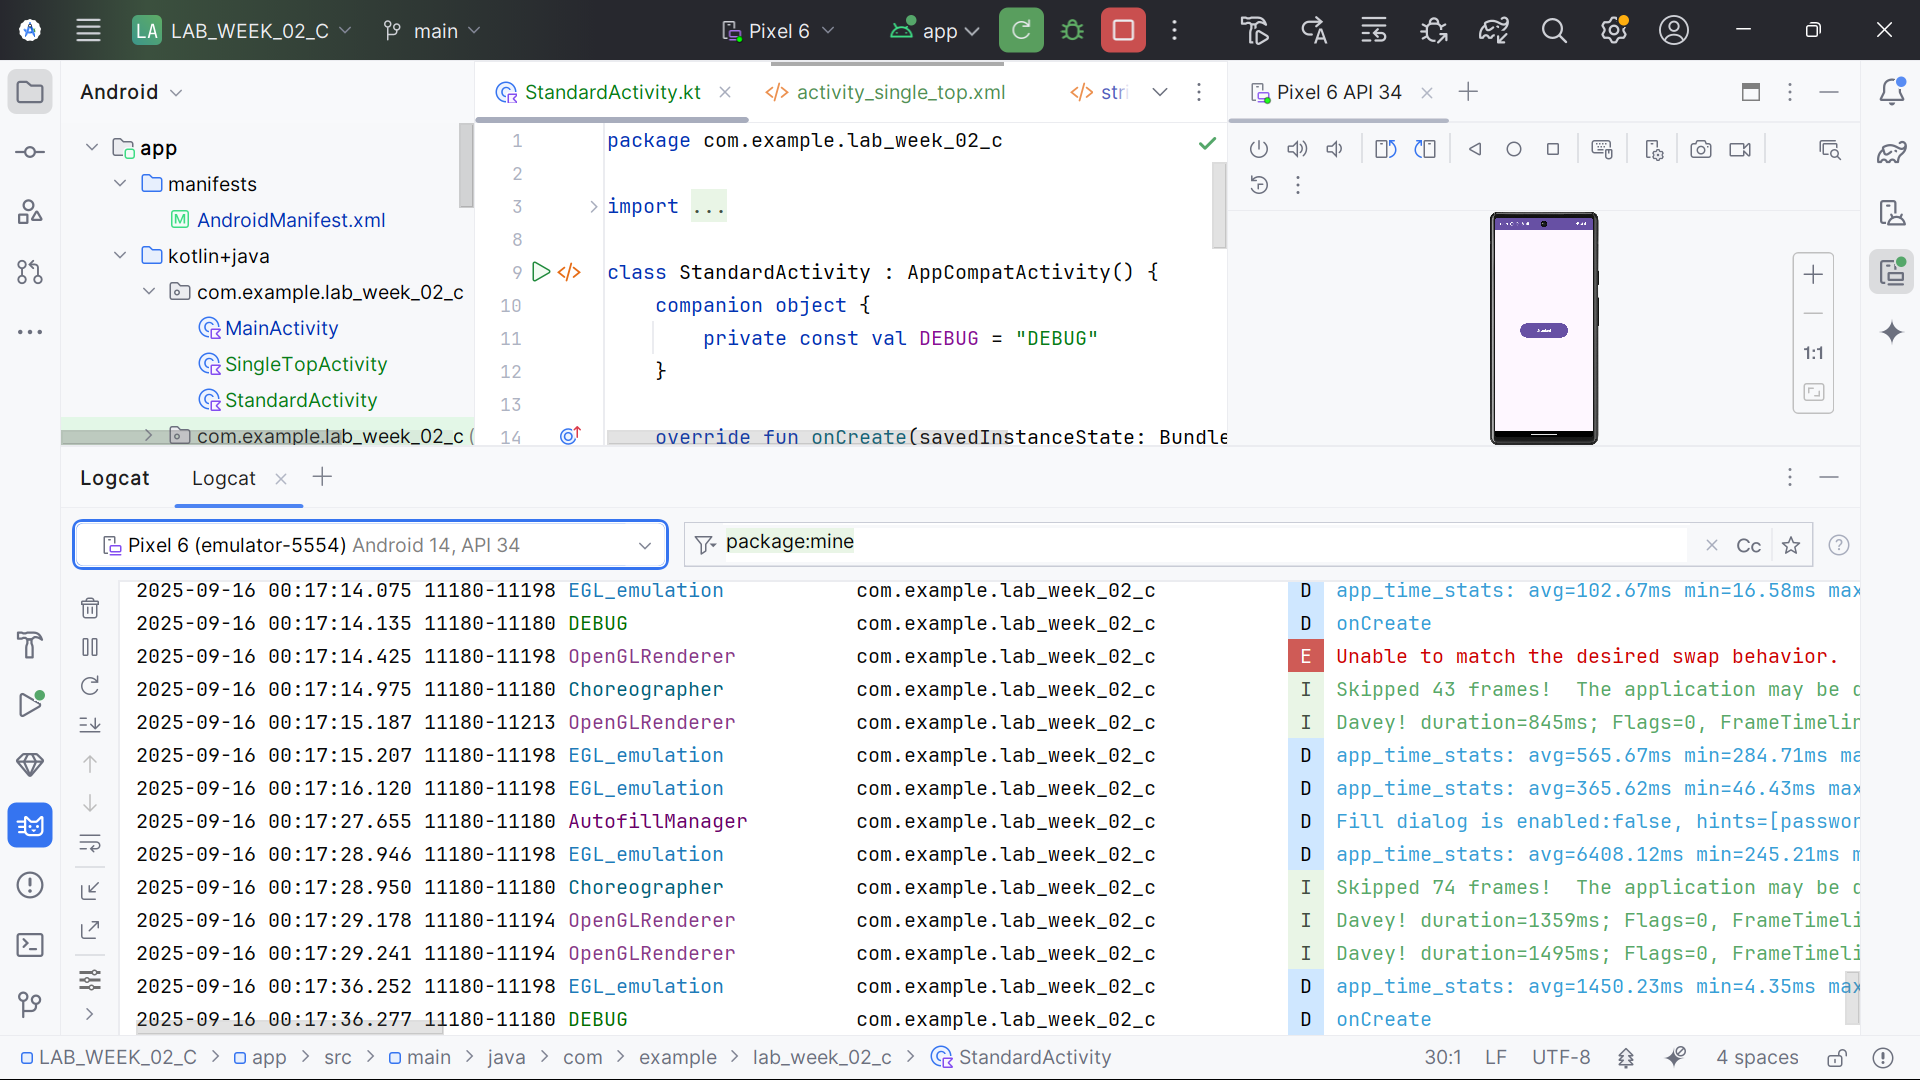 LA LAB_WEEK_02_C main Pixel 6 app
Android
app
manifests
AndroidManifest.xml
kotlin+java
com.example.lab_week_02_c
MainActivity
SingleTopActivity
StandardActivity
com.example.lab_week_02_c (
StandardActivity.kt activity_single_top.xml stri
1 package com.example.lab_week_02_c
2
3 import ...
8
9 class StandardActivity : AppCompatActivity() {
10 companion object {
11 private const val DEBUG = "DEBUG"
12 }
13
14 override fun onCreate(savedInstanceState: Bundle
Pixel 6 API 34
1:1
Logcat Logcat
Pixel 6 (emulator-5554) Android 14, API 34 package:mine Cc
2025-09-16 00:17:14.075 11180-11198 EGL_emulation com.example.lab_week_02_c D app_time_stats: avg=102.67ms min=16.58ms max
2025-09-16 00:17:14.135 11180-11180 DEBUG com.example.lab_week_02_c D onCreate
2025-09-16 00:17:14.425 11180-11198 OpenGLRenderer com.example.lab_week_02_c E Unable to match the desired swap behavior.
2025-09-16 00:17:14.975 11180-11180 Choreographer com.example.lab_week_02_c I Skipped 43 frames!  The application may be d
2025-09-16 00:17:15.187 11180-11213 OpenGLRenderer com.example.lab_week_02_c I Davey! duration=845ms; Flags=0, FrameTimelin
2025-09-16 00:17:15.207 11180-11198 EGL_emulation com.example.lab_week_02_c D app_time_stats: avg=565.67ms min=284.71ms ma
2025-09-16 00:17:16.120 11180-11198 EGL_emulation com.example.lab_week_02_c D app_time_stats: avg=365.62ms min=46.43ms max
2025-09-16 00:17:27.655 11180-11180 AutofillManager com.example.lab_week_02_c D Fill dialog is enabled:false, hints=[passwor
2025-09-16 00:17:28.946 11180-11198 EGL_emulation com.example.lab_week_02_c D app_time_stats: avg=6408.12ms min=245.21ms m
2025-09-16 00:17:28.950 11180-11180 Choreographer com.example.lab_week_02_c I Skipped 74 frames!  The application may be d
2025-09-16 00:17:29.178 11180-11194 OpenGLRenderer com.example.lab_week_02_c I Davey! duration=1359ms; Flags=0, FrameTimeli
2025-09-16 00:17:29.241 11180-11194 OpenGLRenderer com.example.lab_week_02_c I Davey! duration=1495ms; Flags=0, FrameTimeli
2025-09-16 00:17:36.252 11180-11198 EGL_emulation com.example.lab_week_02_c D app_time_stats: avg=1450.23ms min=4.35ms max
2025-09-16 00:17:36.277 11180-11180 DEBUG com.example.lab_week_02_c D onCreate
LAB_WEEK_02_C > app > src > main > java > com > example > lab_week_02_c > StandardActivity 30:1 LF UTF-8 4 spaces